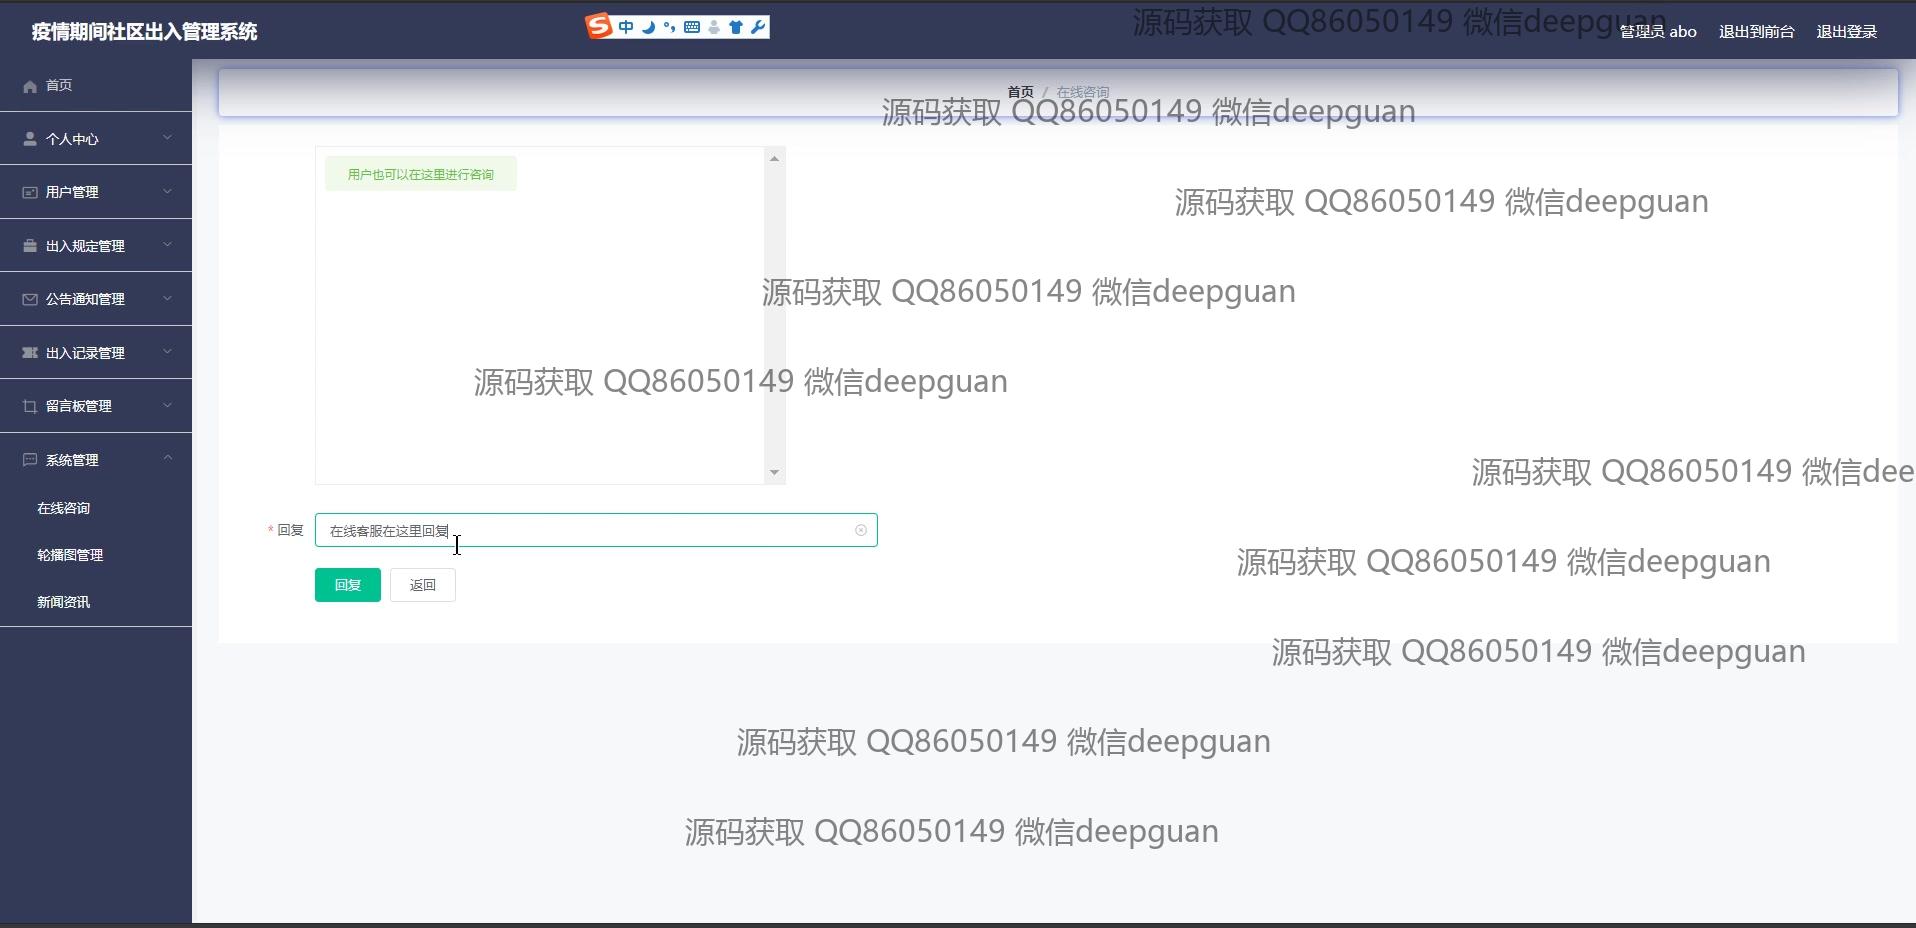 疫情期间社区出入管理系统
中
源码获取 QQ86050149 微信deepguan
管理员 abo
退出到前台
退出登录
首页
个人中心
用户管理
出入规定管理
公告通知管理
出入记录管理
留言板管理
系统管理
在线咨询
轮播图管理
新闻资讯
首页 / 在线咨询
源码获取 QQ86050149 微信deepguan
用户也可以在这里进行咨询
源码获取 QQ86050149 微信deepguan
源码获取 QQ86050149 微信deepguan
源码获取 QQ86050149 微信deepguan
源码获取 QQ86050149 微信dee
* 回复
在线客服在这里回复
源码获取 QQ86050149 微信deepguan
回复
返回
源码获取 QQ86050149 微信deepguan
源码获取 QQ86050149 微信deepguan
源码获取 QQ86050149 微信deepguan